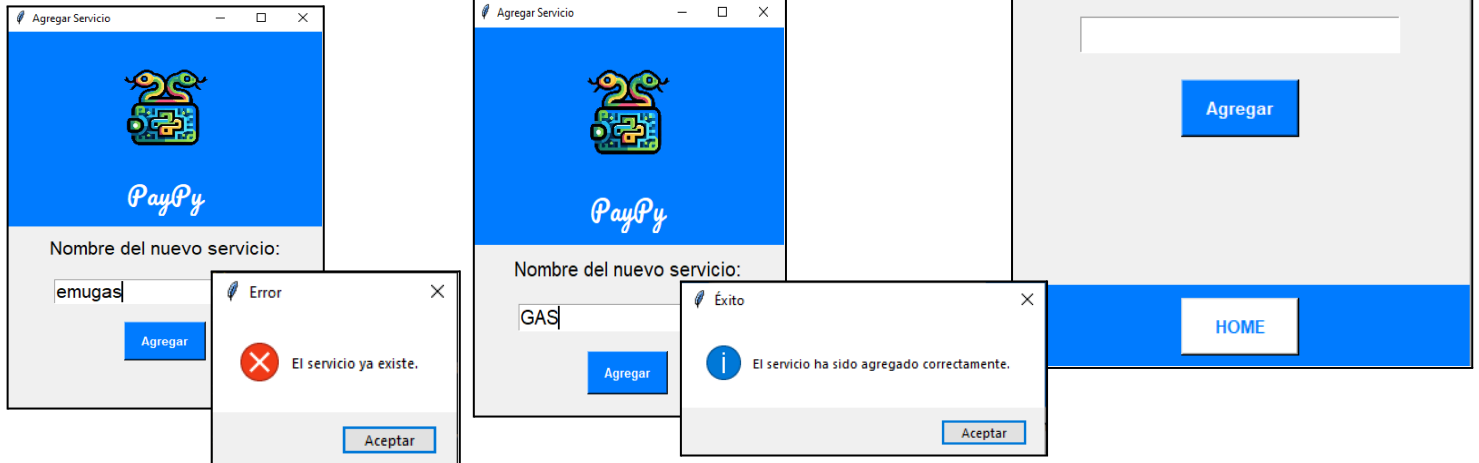 Agregar Servicio
PayPy
Nombre del nuevo servicio:
emugas
Agregar
Error
El servicio ya existe.
Aceptar
Agregar Servicio
PayPy
Nombre del nuevo servicio:
GAS
Agregar
Éxito
El servicio ha sido agregado correctamente.
Aceptar
Agregar
HOME